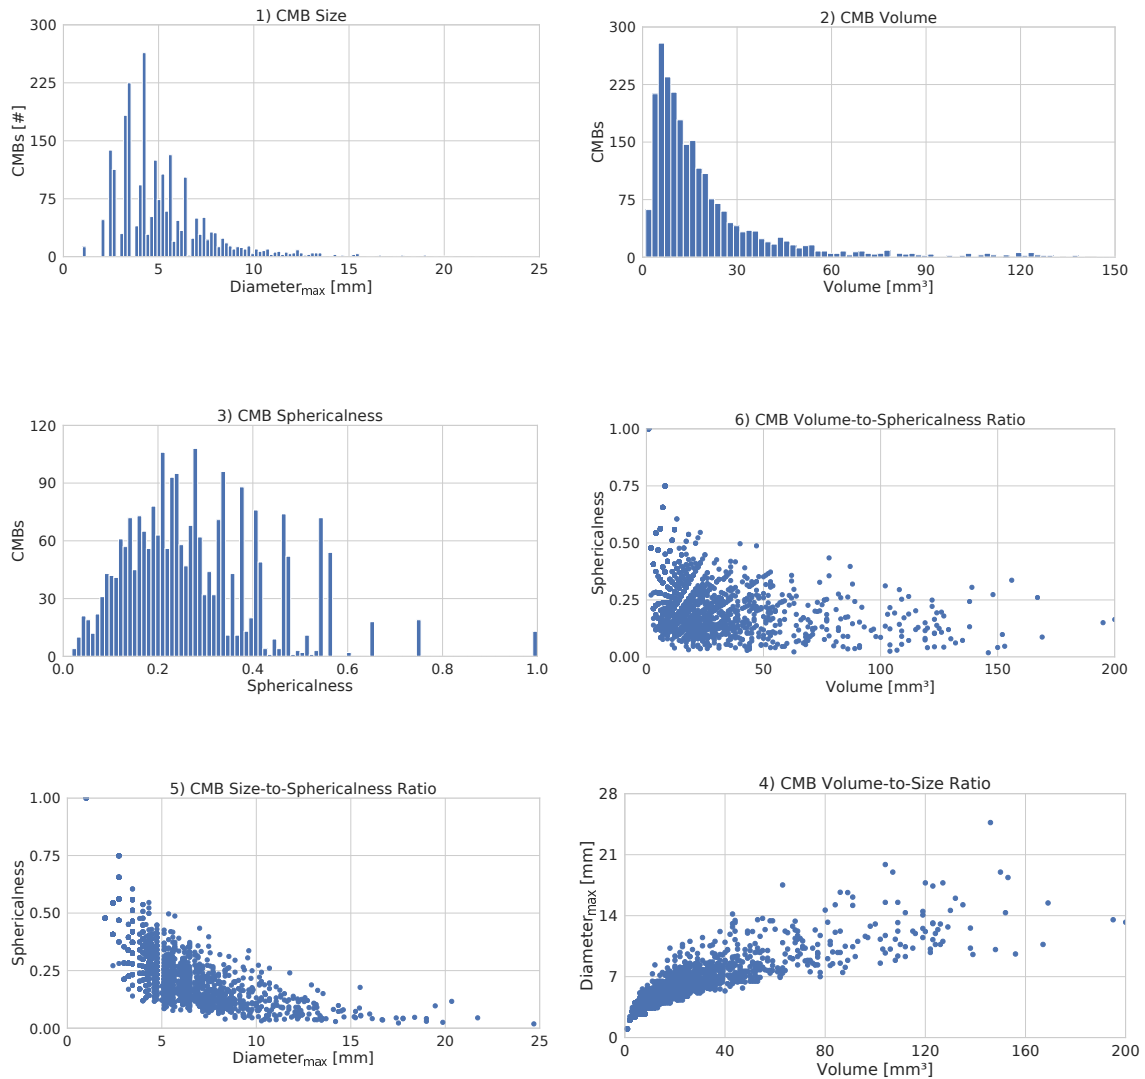 1) CMB Size
300
225
150
75
0
CMBs [#]
0 5 10 15 20 25
Diametermax [mm]
2) CMB Volume
300
225
150
75
0
CMBs
0 30 60 90 120 150
Volume [mm³]
3) CMB Sphericalness
120
90
60
30
0
CMBs
0.0 0.2 0.4 0.6 0.8 1.0
Sphericalness
6) CMB Volume-to-Sphericalness Ratio
1.00
0.75
0.50
0.25
0.00
Sphericalness
0 50 100 150 200
Volume [mm³]
5) CMB Size-to-Sphericalness Ratio
1.00
0.75
0.50
0.25
0.00
Sphericalness
0 5 10 15 20 25
Diametermax [mm]
4) CMB Volume-to-Size Ratio
28
21
14
7
0
Diametermax [mm]
0 40 80 120 160 200
Volume [mm³]